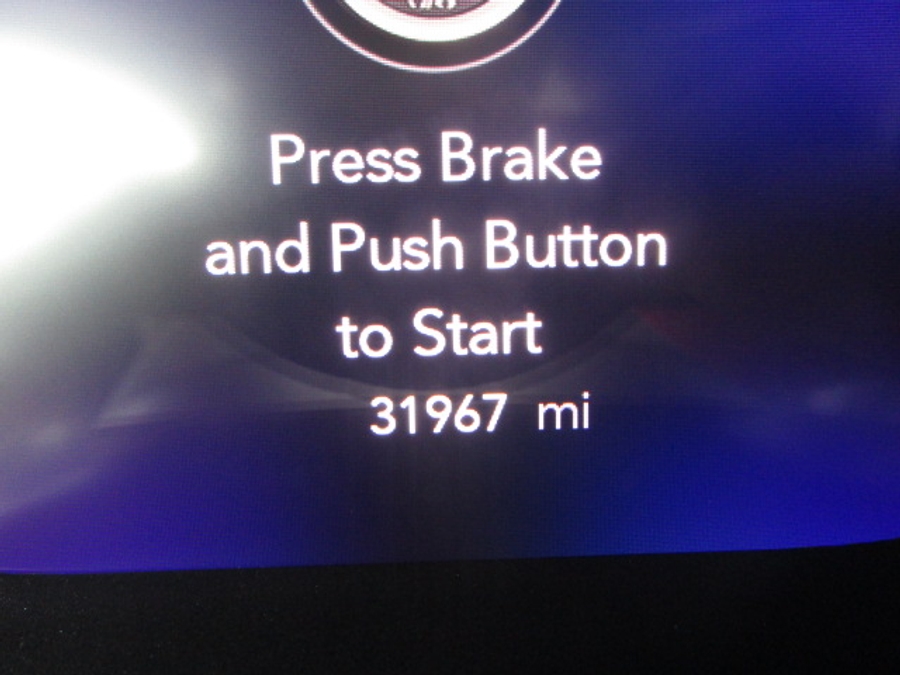 Press Brake
and Push Button
to Start
31967 mi